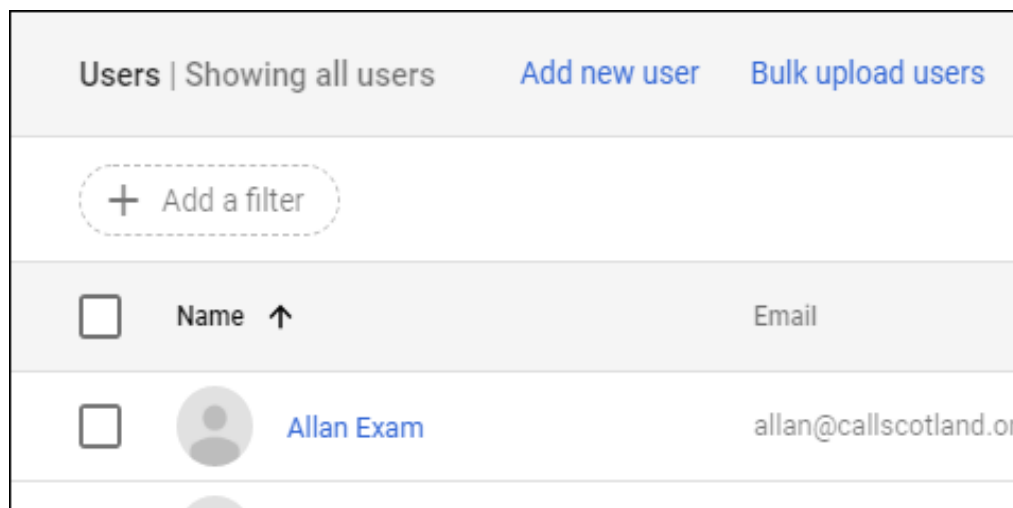 Users | Showing all users Add new user Bulk upload users
+ Add a filter
Name ↑ Email
Allan Exam allan@callscotland.or